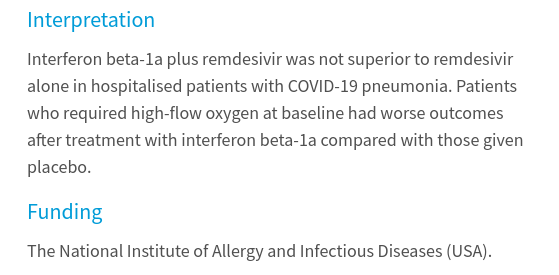 Interpretation
Interferon beta-1a plus remdesivir was not superior to remdesivir
alone in hospitalised patients with COVID-19 pneumonia. Patients
who required high-flow oxygen at baseline had worse outcomes
after treatment with interferon beta-1a compared with those given
placebo.
Funding
The National Institute of Allergy and Infectious Diseases (USA).